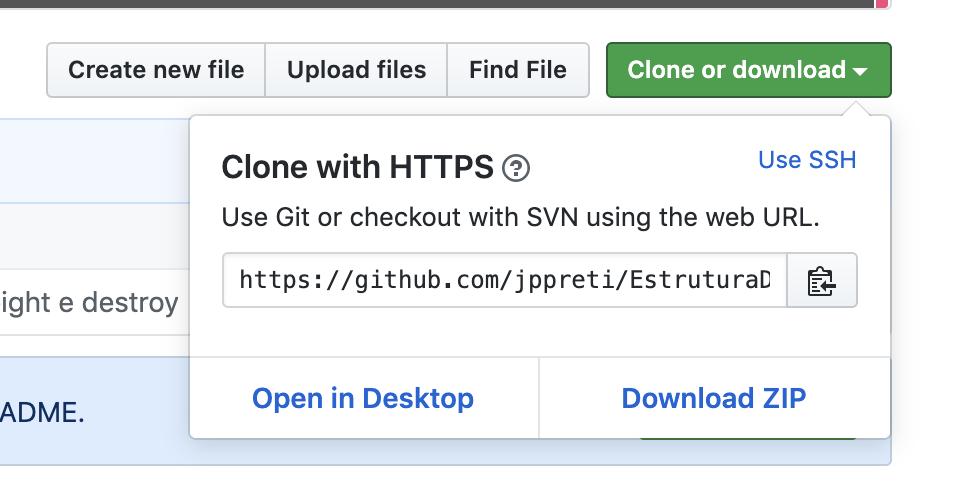 Create new file Upload files Find File Clone or download
Clone with HTTPS ? Use SSH
Use Git or checkout with SVN using the web URL.
https://github.com/jppreti/EstruturaD
ight e destroy
ADME.
Open in Desktop Download ZIP